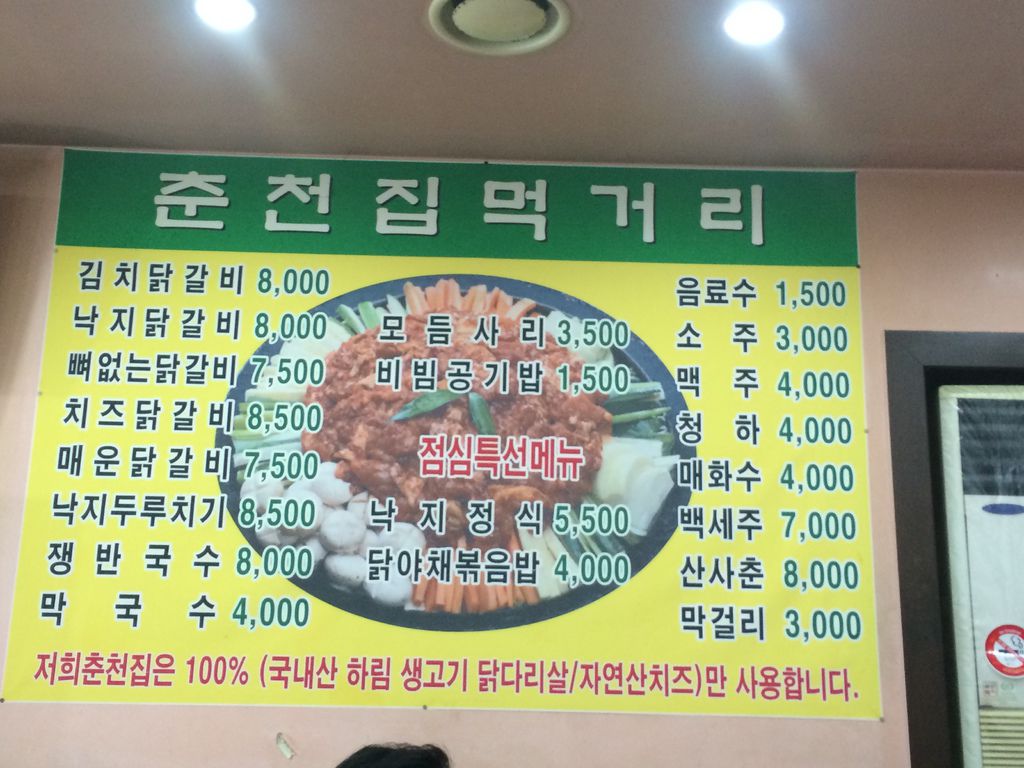 춘천집먹거리
김치닭갈비 8,000
낙지닭갈비 8,000
뼈없는닭갈비 7,500
치즈닭갈비 8,500
매운닭갈비 7,500
낙지두루치기 8,500
쟁반국수 8,000
막국수 4,000
모듬사리 3,500
비빔공기밥 1,500
점심특선메뉴
낙지정식 5,500
닭야채볶음밥 4,000
음료수 1,500
소주 3,000
맥주 4,000
청하 4,000
매화수 4,000
백세주 7,000
산사춘 8,000
막걸리 3,000
저희춘천집은 100% (국내산 하림 생고기 닭다리살/자연산치즈)만 사용합니다.